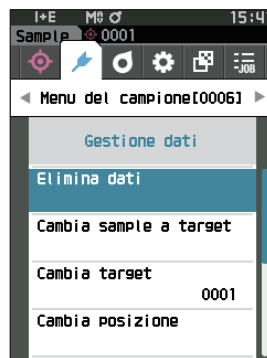 I+E M 15:4
Sample 0001
-JOB
Menu del campione[0006]
Gestione dati
Elimina dati
Cambia sample a target
Cambia target
0001
Cambia posizione